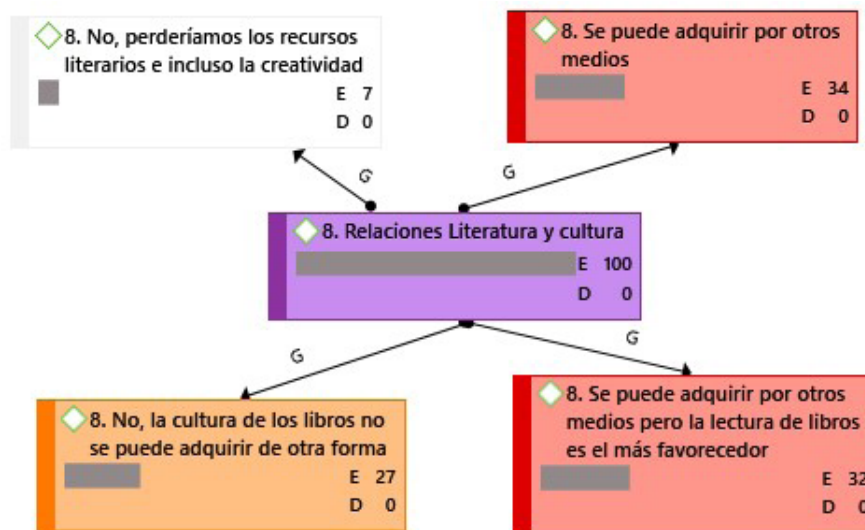 8. No, perderíamos los recursos
literarios e incluso la creatividad
E 7
D 0
8. Se puede adquirir por otros
medios
E 34
D 0
G
G
8. Relaciones Literatura y cultura
E 100
D 0
G
G
8. No, la cultura de los libros no
se puede adquirir de otra forma
E 27
D 0
8. Se puede adquirir por otros
medios pero la lectura de libros
es el más favorecedor
E 32
D 0